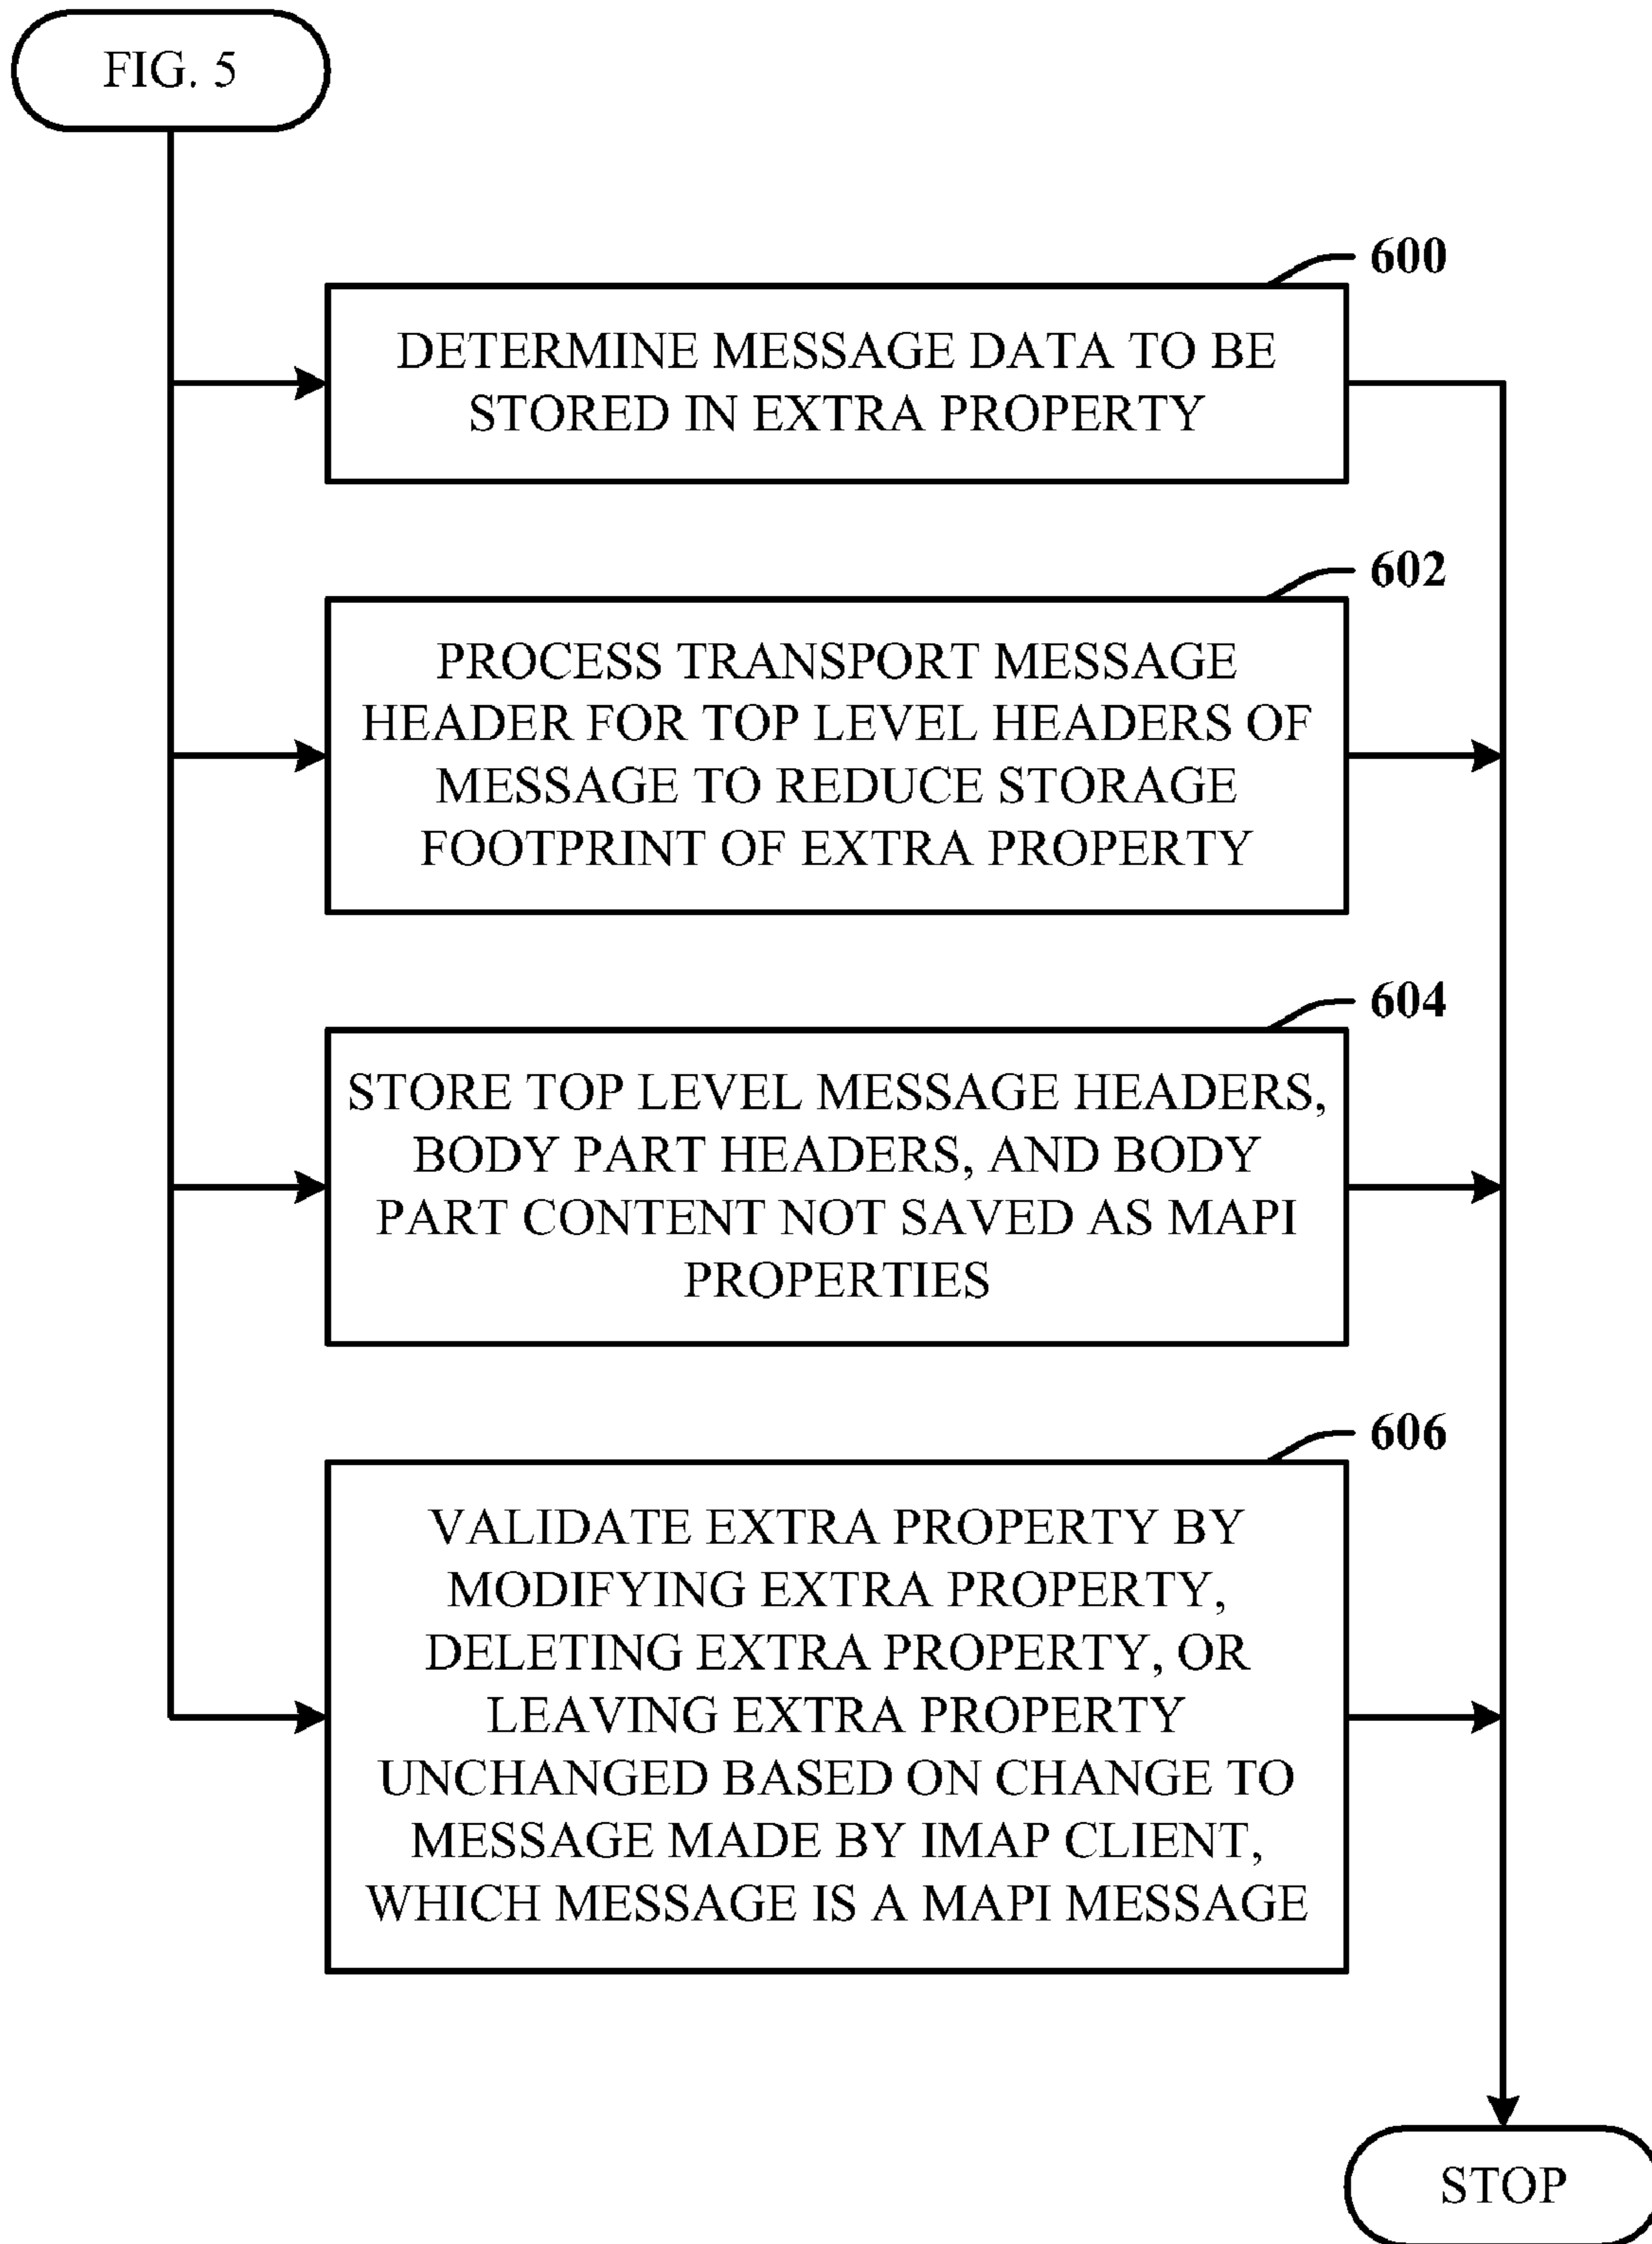 FIG. 5
600
DETERMINE MESSAGE DATA TO BE
STORED IN EXTRA PROPERTY
602
PROCESS TRANSPORT MESSAGE
HEADER FOR TOP LEVEL HEADERS OF
MESSAGE TO REDUCE STORAGE
FOOTPRINT OF EXTRA PROPERTY
604
STORE TOP LEVEL MESSAGE HEADERS,
BODY PART HEADERS, AND BODY
PART CONTENT NOT SAVED AS MAPI
PROPERTIES
606
VALIDATE EXTRA PROPERTY BY
MODIFYING EXTRA PROPERTY,
DELETING EXTRA PROPERTY, OR
LEAVING EXTRA PROPERTY
UNCHANGED BASED ON CHANGE TO
MESSAGE MADE BY IMAP CLIENT,
WHICH MESSAGE IS A MAPI MESSAGE
STOP